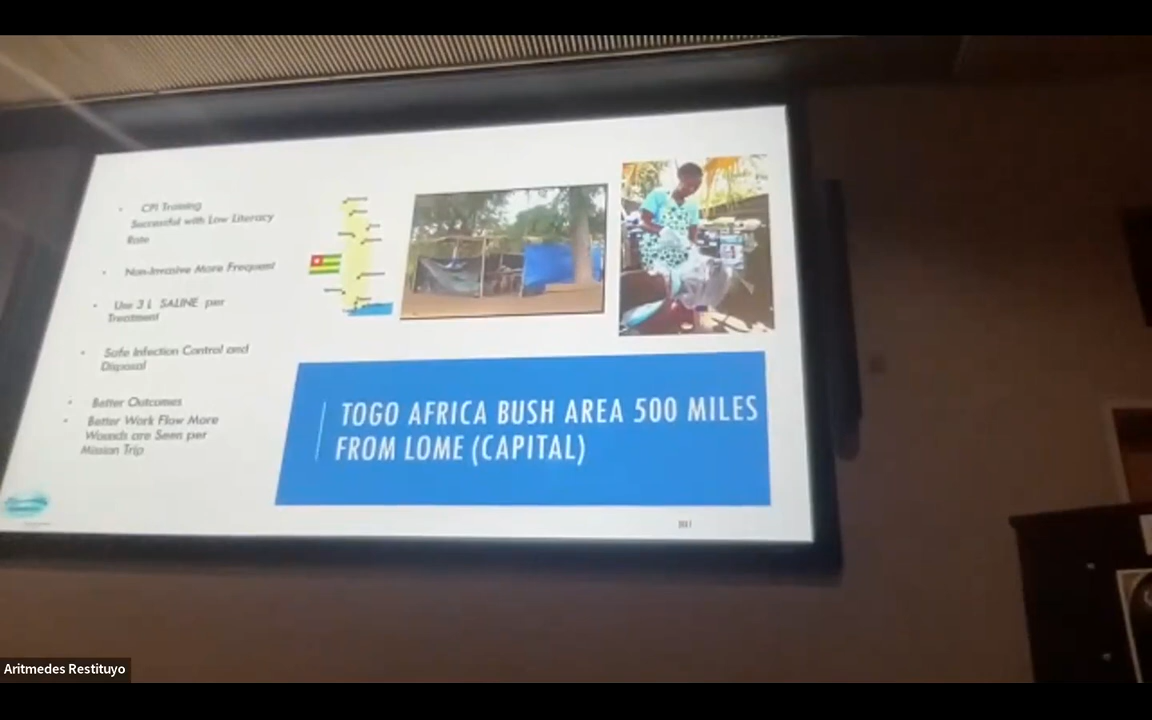 CPI Training
Successful with Low Literacy
Rate
Non-Invasive More Frequent
Use 3 L SALINE per
Treatment
Safe Infection Control and
Disposal
Better Outcomes
Better Work Flow More
Wounds are Seen per
Mission Trip
TOGO AFRICA BUSH AREA 500 MILES
FROM LOME (CAPITAL)
Aritmedes Restituyo